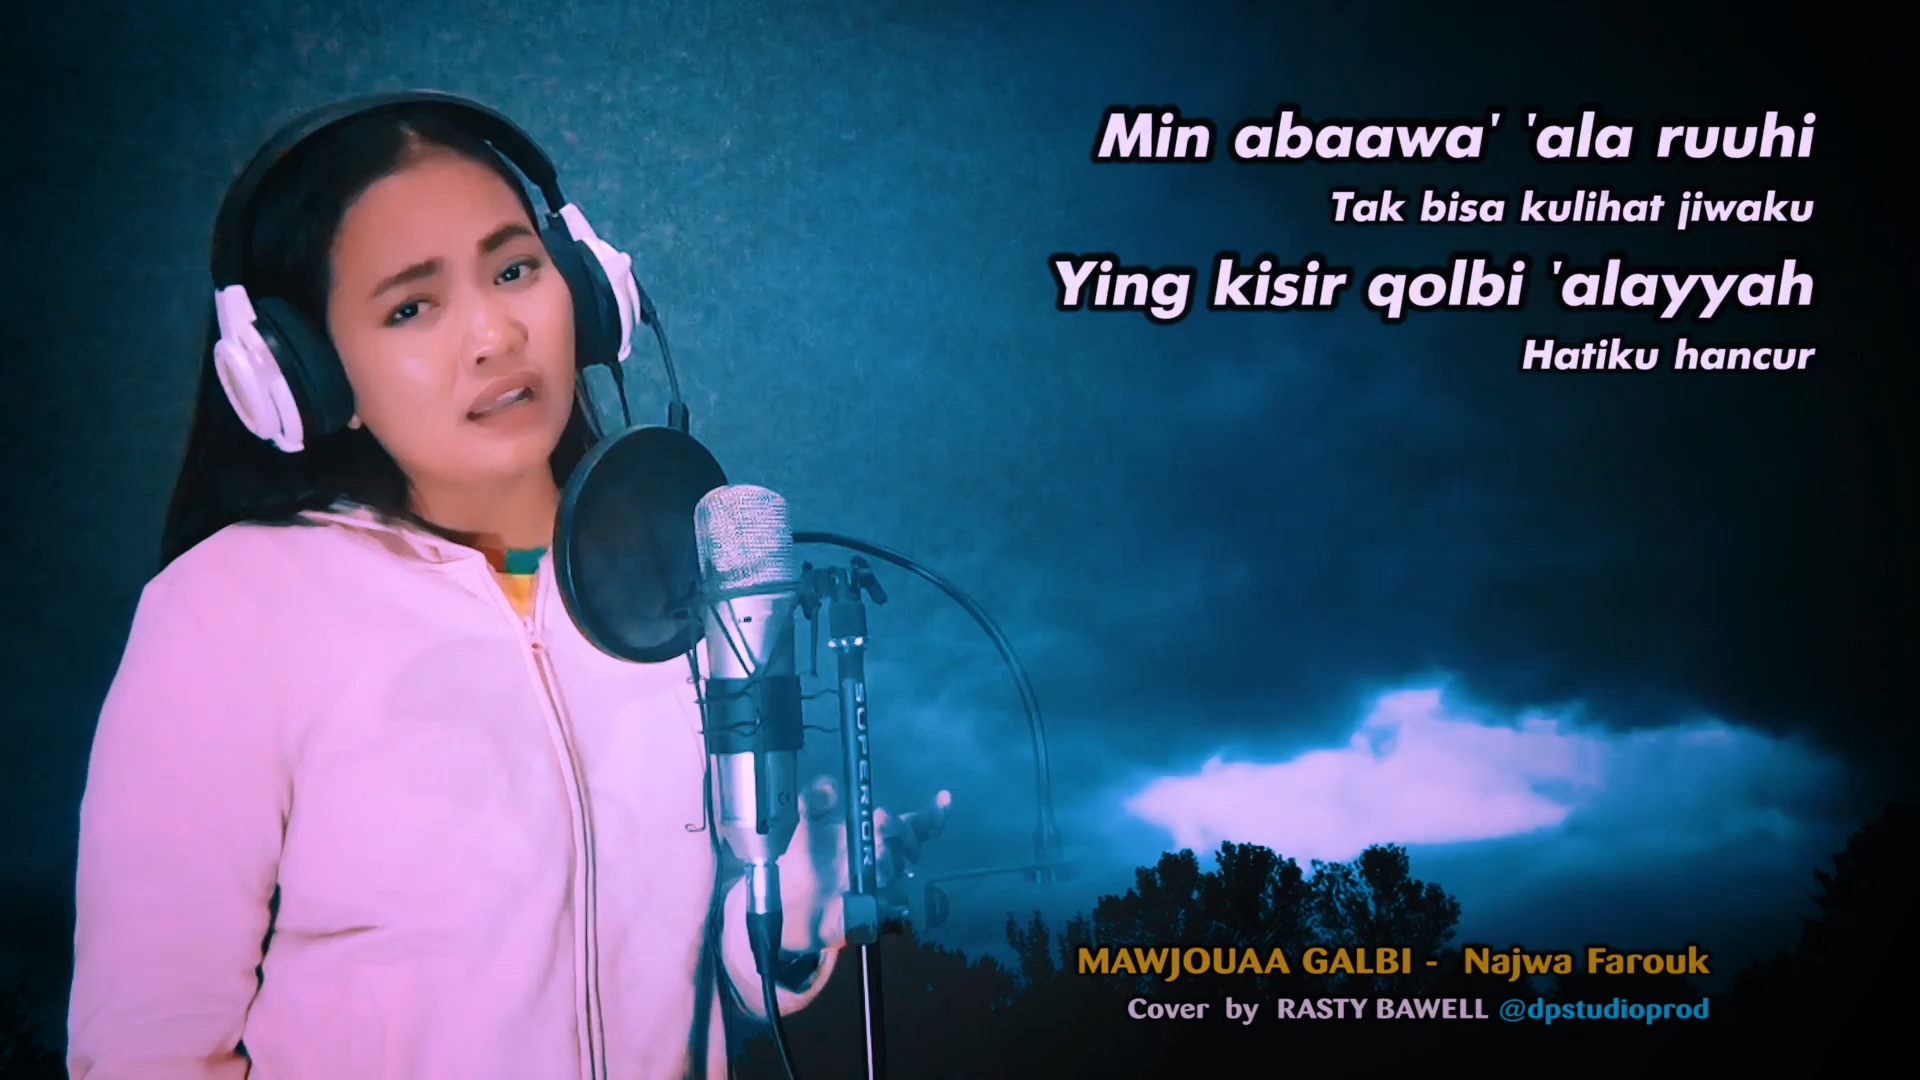 Min abaawa' 'ala ruuhi
Tak bisa kulihat jiwaku
Ying kisir qolbi 'alayyah
Hatiku hancur
SUPERIOR
MAWJOUAA GALBI - Najwa Farouk
Cover by RASTY BAWELL @dpstudioprod